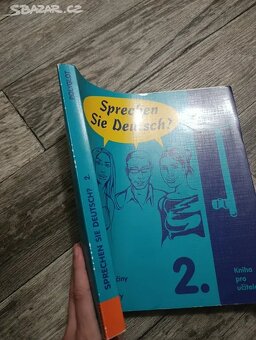 SBAZAR.CZ
Sprechen
Sie Deutsch?
SPRECHEN SIE DEUTSCH? 2.
2.
Kniha
pro
učitele